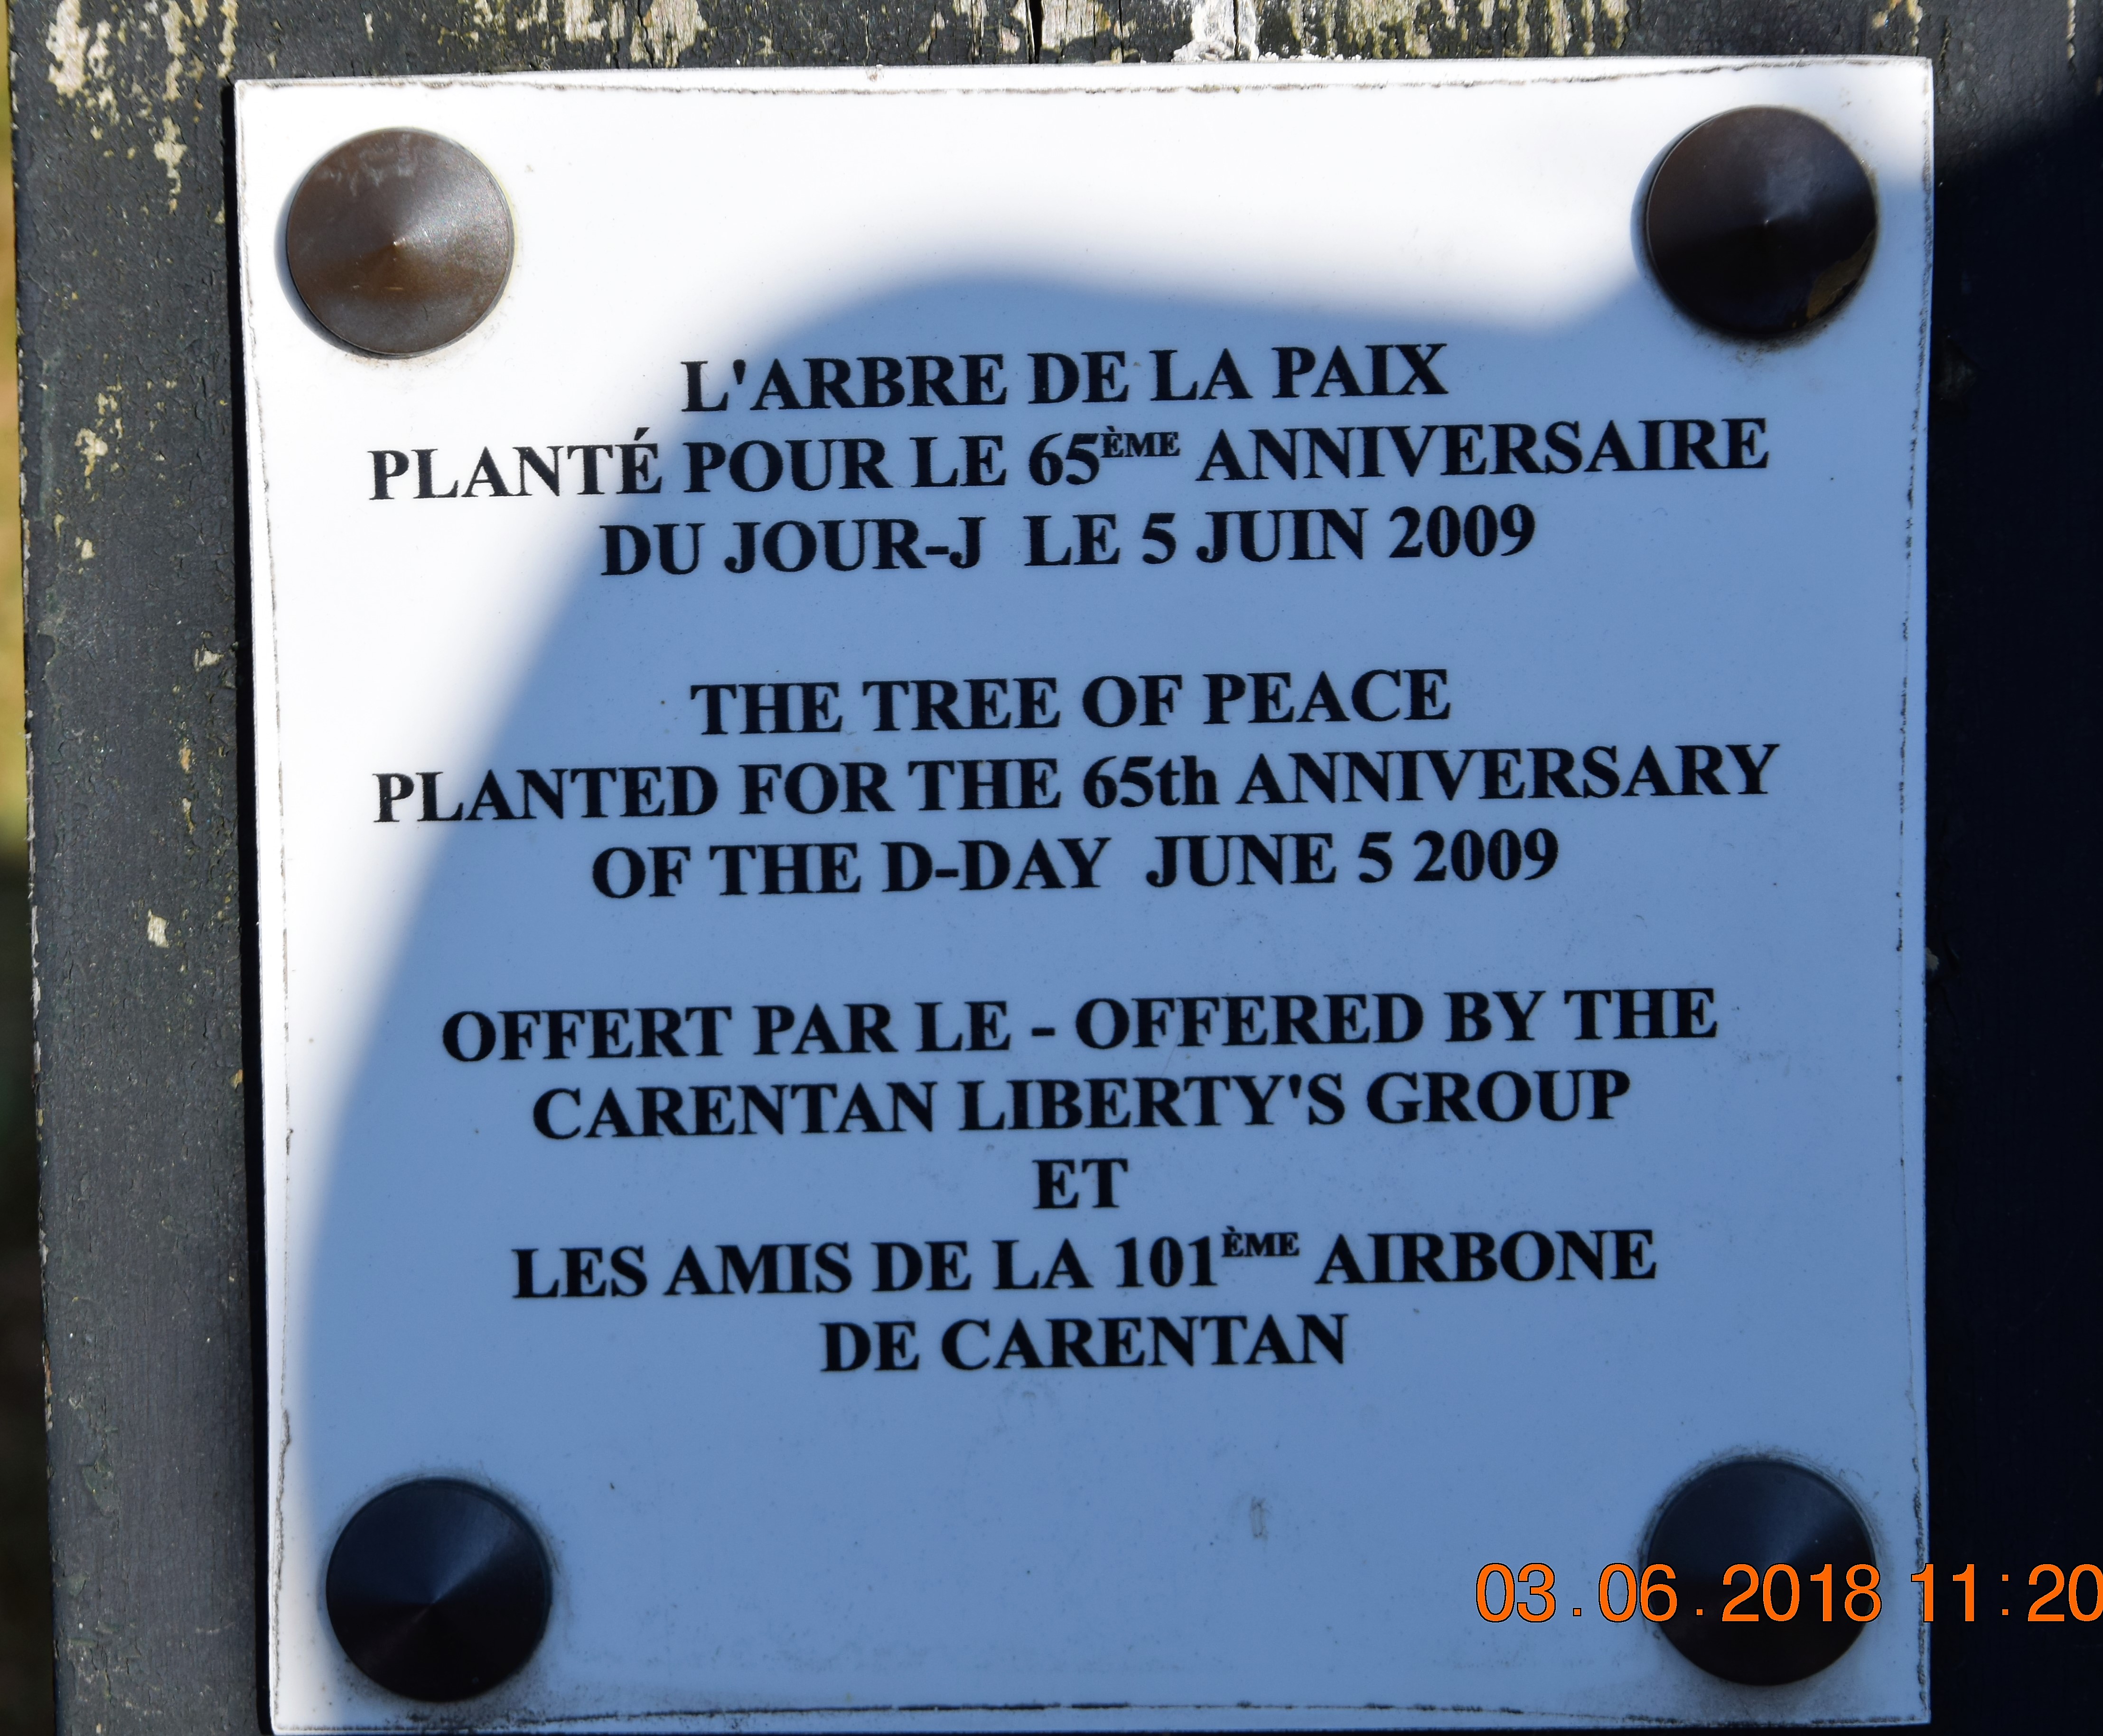 L'ARBRE DE LA PAIX
PLANTÉ POUR LE 65ÈME ANNIVERSAIRE
DU JOUR-J LE 5 JUIN 2009
THE TREE OF PEACE
PLANTED FOR THE 65th ANNIVERSARY
OF THE D-DAY JUNE 5 2009
OFFERT PAR LE - OFFERED BY THE
CARENTAN LIBERTY'S GROUP
ET
LES AMIS DE LA 101ÈME AIRBONE
DE CARENTAN
03.06.2018 11:20